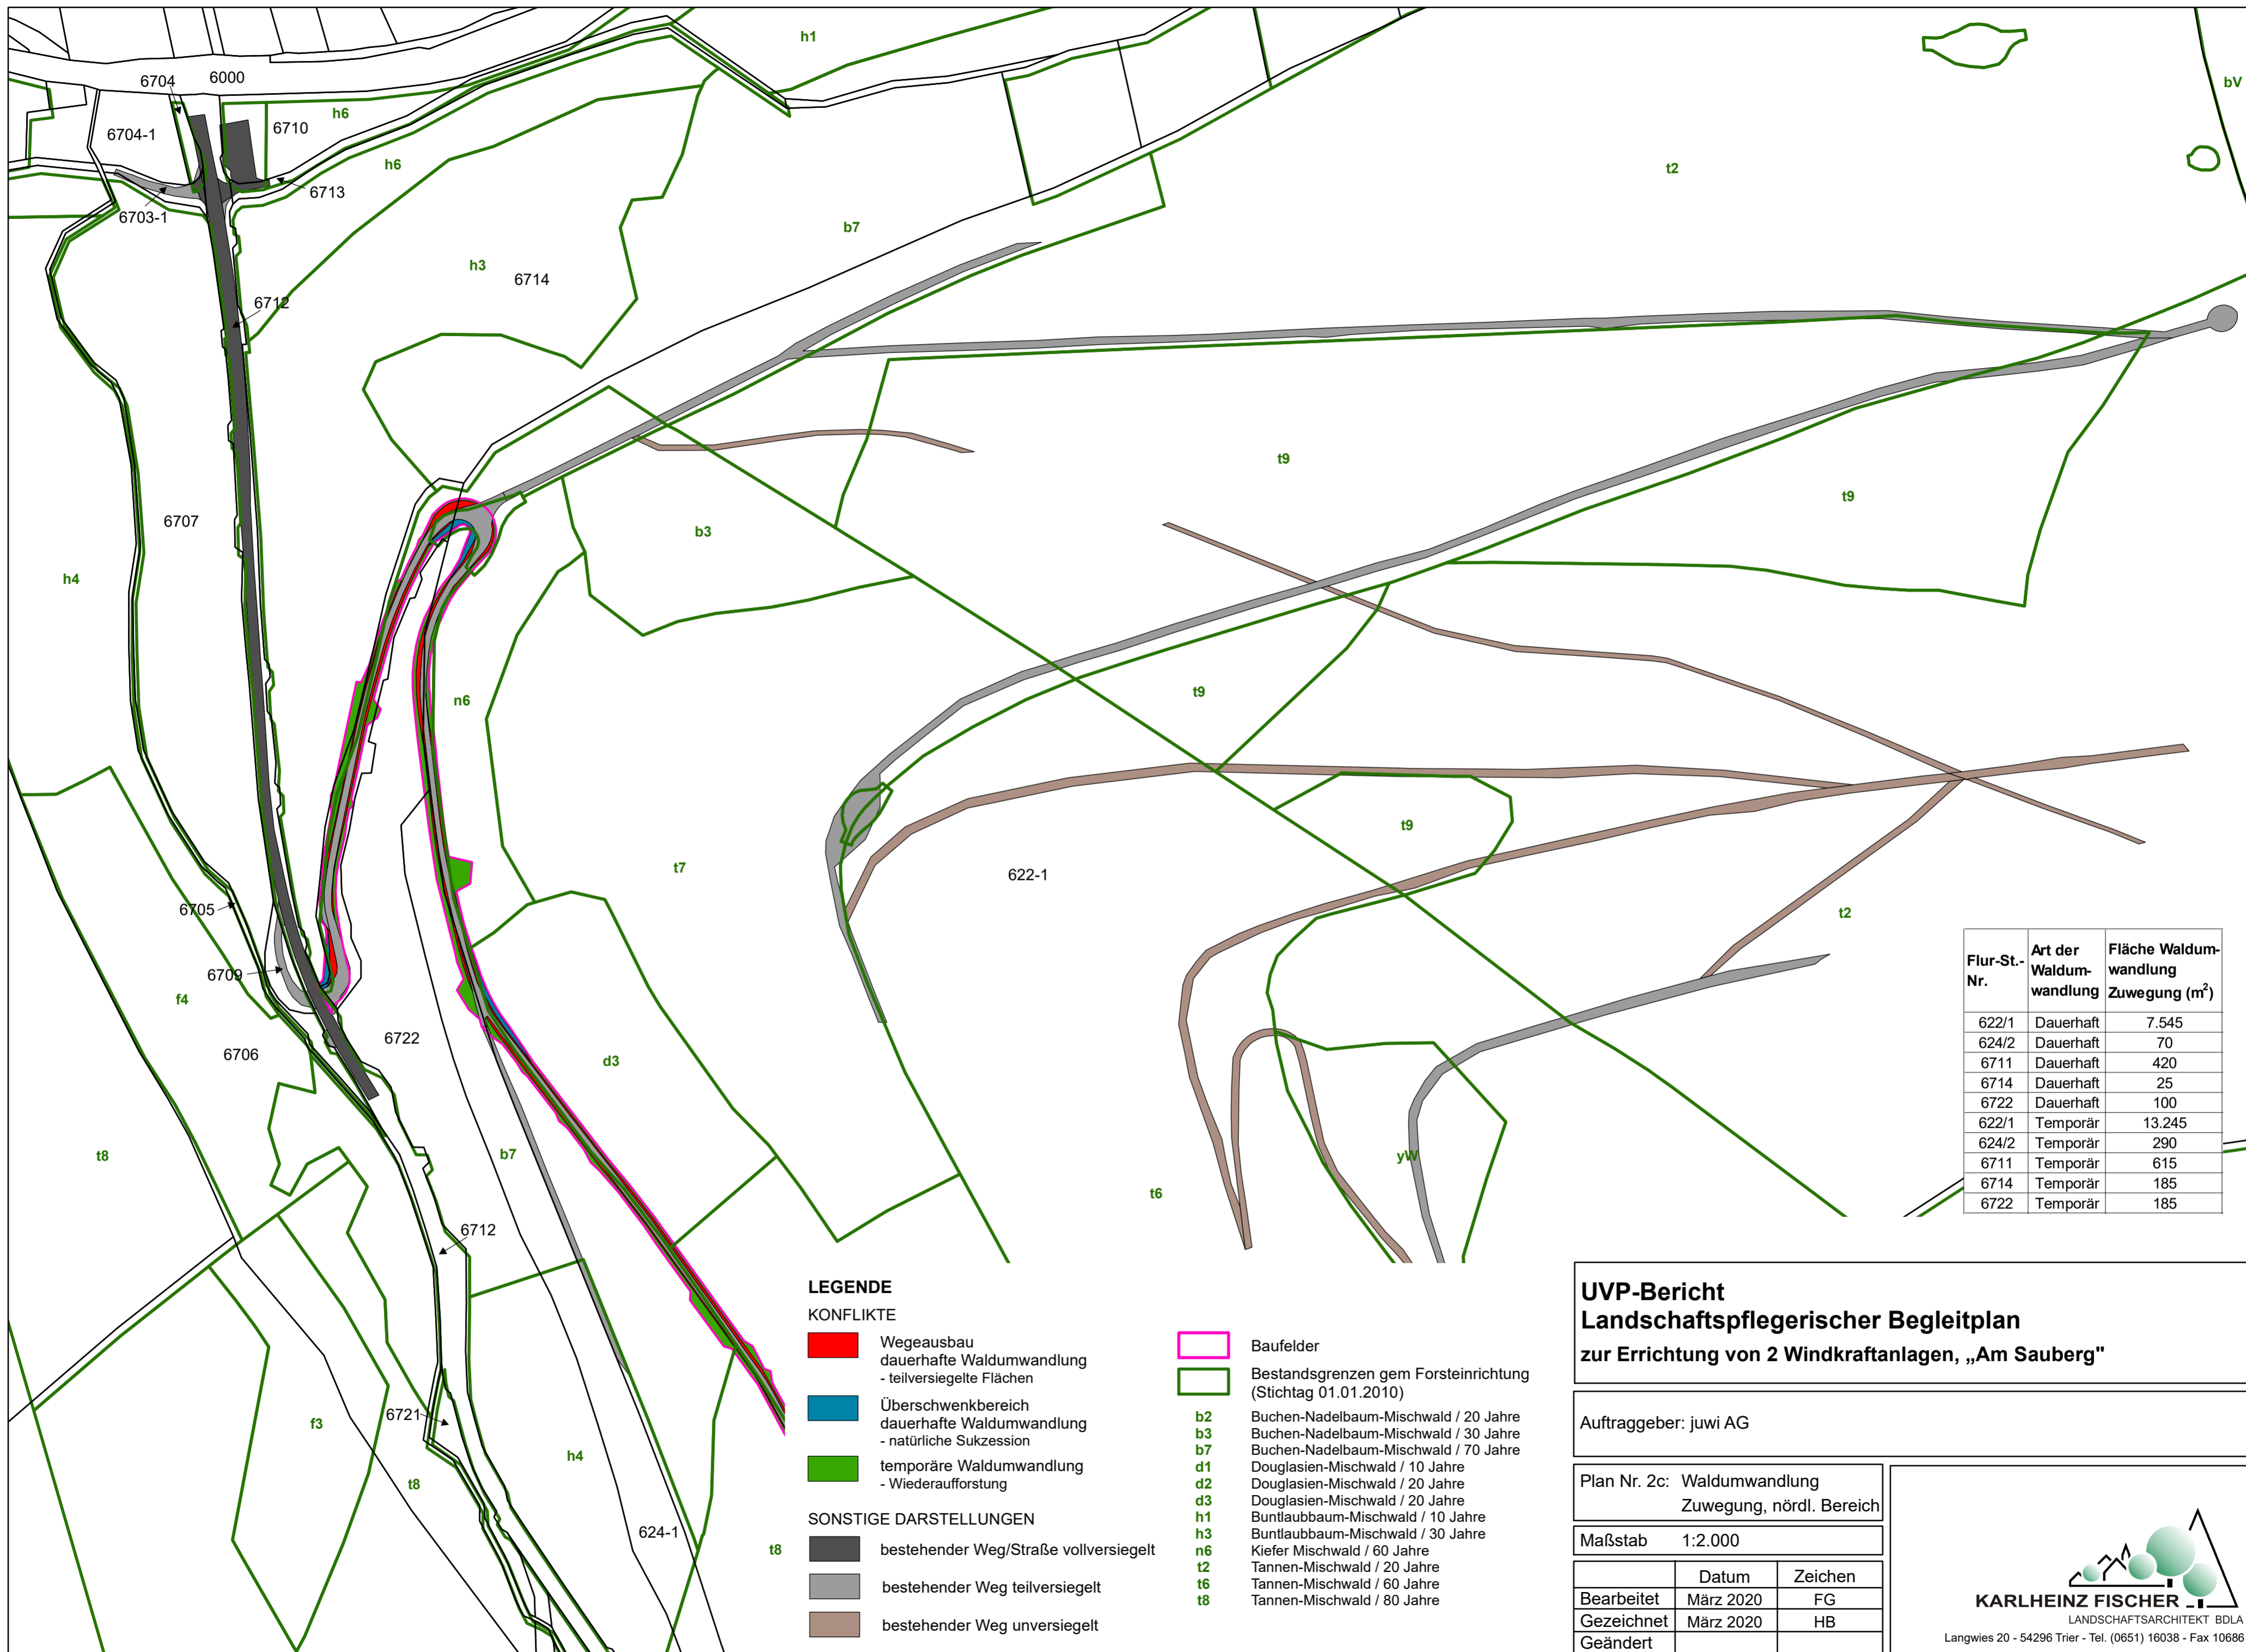 h1
bV
6704
6000
6704-1
h6
6710
h6
6713
6703-1
t2
b7
h3
6714
6712
t9
t9
6707
b3
h4
n6
t9
t9
t7
622-1
6705
t2
6709
f4
6722
6706
d3
t8
b7
yW
t6
6712
f3
6721
h4
t8
624-1
t8
Flur-St.-Nr. | Art der Waldum-wandlung | Fläche Waldum-wandlung Zuwegung (m²)
622/1 Dauerhaft 7.545
624/2 Dauerhaft 70
6711 Dauerhaft 420
6714 Dauerhaft 25
6722 Dauerhaft 100
622/1 Temporär 13.245
624/2 Temporär 290
6711 Temporär 615
6714 Temporär 185
6722 Temporär 185
LEGENDE
KONFLIKTE
Wegeausbau
dauerhafte Waldumwandlung
- teilversiegelte Flächen
Überschwenkbereich
dauerhafte Waldumwandlung
- natürliche Sukzession
temporäre Waldumwandlung
- Wiederaufforstung
SONSTIGE DARSTELLUNGEN
bestehender Weg/Straße vollversiegelt
bestehender Weg teilversiegelt
bestehender Weg unversiegelt
Baufelder
Bestandsgrenzen gem Forsteinrichtung
(Stichtag 01.01.2010)
b2 Buchen-Nadelbaum-Mischwald / 20 Jahre
b3 Buchen-Nadelbaum-Mischwald / 30 Jahre
b7 Buchen-Nadelbaum-Mischwald / 70 Jahre
d1 Douglasien-Mischwald / 10 Jahre
d2 Douglasien-Mischwald / 20 Jahre
d3 Douglasien-Mischwald / 20 Jahre
h1 Buntlaubbaum-Mischwald / 10 Jahre
h3 Buntlaubbaum-Mischwald / 30 Jahre
n6 Kiefer Mischwald / 60 Jahre
t2 Tannen-Mischwald / 20 Jahre
t6 Tannen-Mischwald / 60 Jahre
t8 Tannen-Mischwald / 80 Jahre
UVP-Bericht
Landschaftspflegerischer Begleitplan
zur Errichtung von 2 Windkraftanlagen, „Am Sauberg"
Auftraggeber: juwi AG
Plan Nr. 2c: Waldumwandlung
Zuwegung, nördl. Bereich
Maßstab 1:2.000
Datum Zeichen
Bearbeitet März 2020 FG
Gezeichnet März 2020 HB
Geändert
KARLHEINZ FISCHER
LANDSCHAFTSARCHITEKT BDLA
Langwies 20 - 54296 Trier - Tel. (0651) 16038 - Fax 10686